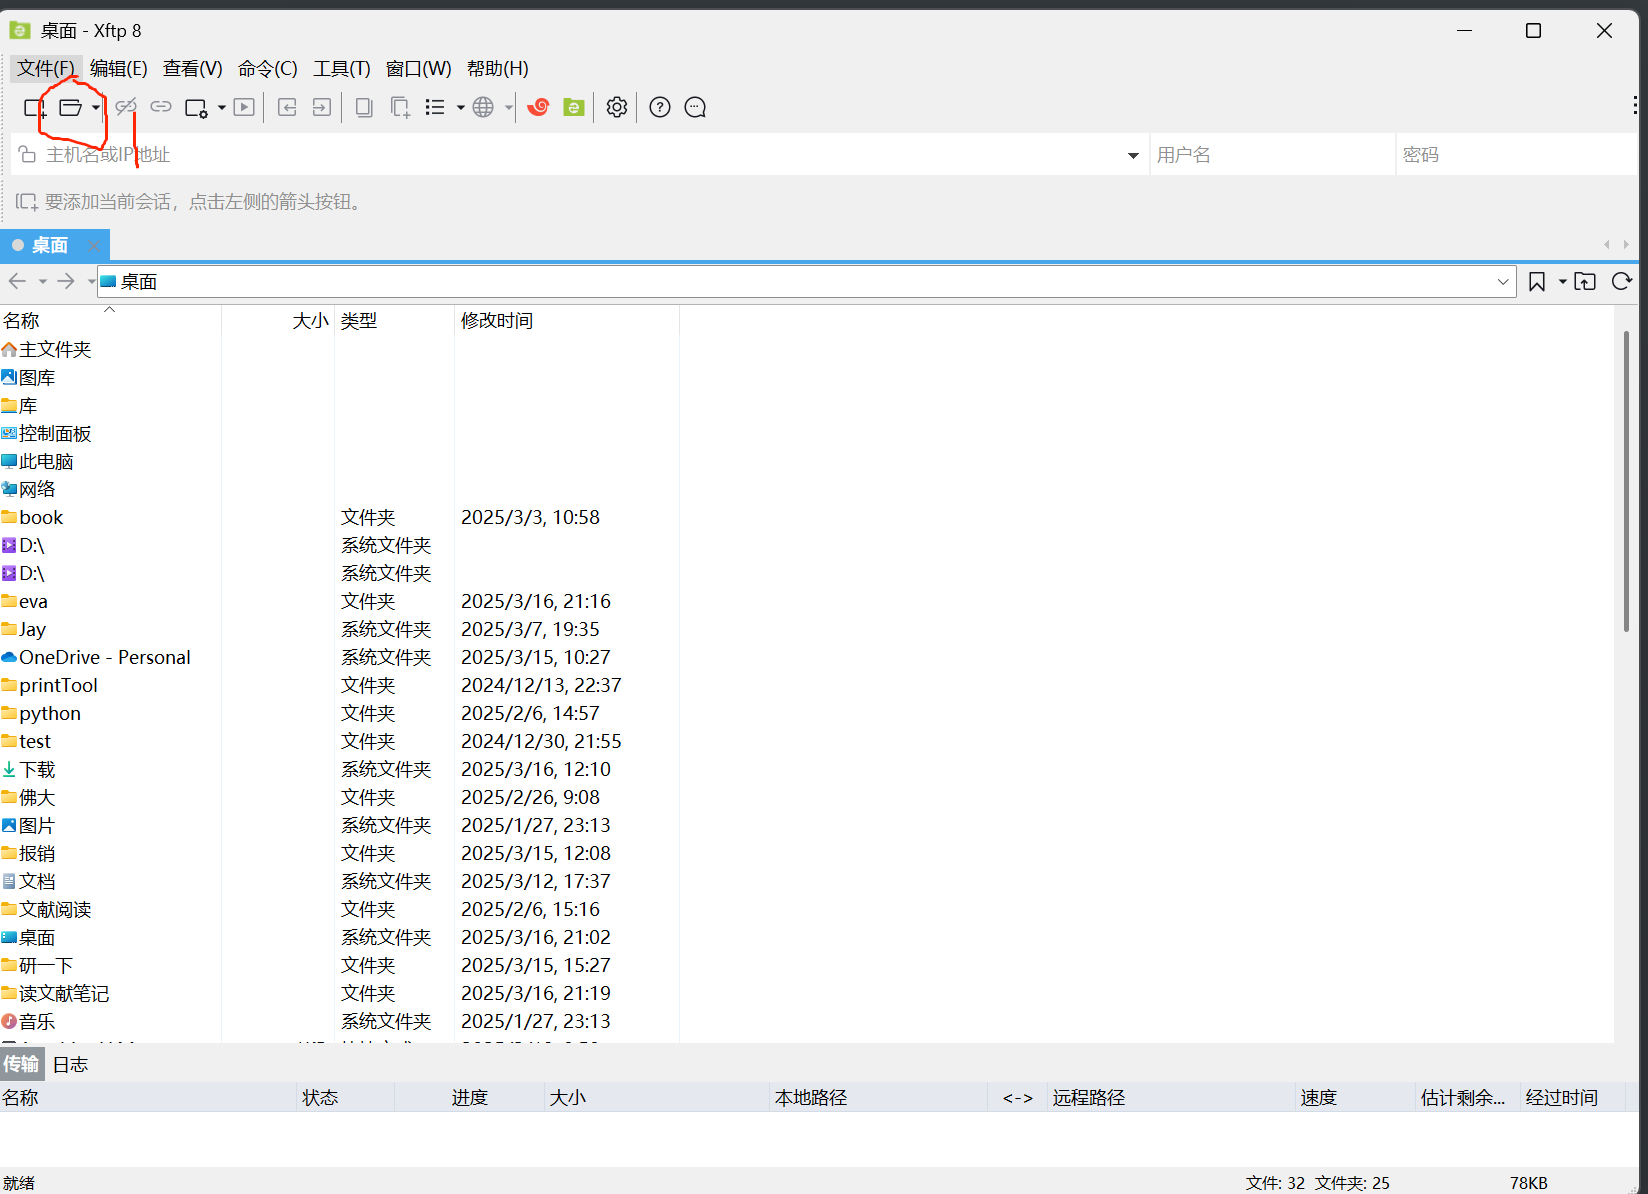 桌面 - Xftp 8
文件(F) 编辑(E) 查看(V) 命令(C) 工具(T) 窗口(W) 帮助(H)
主机名或IP地址 用户名 密码
要添加当前会话，点击左侧的箭头按钮。
桌面
桌面
名称 大小 类型 修改时间
主文件夹
图库
库
控制面板
此电脑
网络
book 文件夹 2025/3/3, 10:58
D:\ 系统文件夹
D:\ 系统文件夹
eva 文件夹 2025/3/16, 21:16
Jay 系统文件夹 2025/3/7, 19:35
OneDrive - Personal 系统文件夹 2025/3/15, 10:27
printTool 文件夹 2024/12/13, 22:37
python 文件夹 2025/2/6, 14:57
test 文件夹 2024/12/30, 21:55
下载 系统文件夹 2025/3/16, 12:10
佛大 文件夹 2025/2/26, 9:08
图片 系统文件夹 2025/1/27, 23:13
报销 文件夹 2025/3/15, 12:08
文档 系统文件夹 2025/3/12, 17:37
文献阅读 文件夹 2025/2/6, 15:16
桌面 系统文件夹 2025/3/16, 21:02
研一下 文件夹 2025/3/15, 15:27
读文献笔记 文件夹 2025/3/16, 21:19
音乐 系统文件夹 2025/1/27, 23:13
传输 日志
名称 状态 进度 大小 本地路径 <-> 远程路径 速度 估计剩余... 经过时间
就绪 文件: 32 文件夹: 25 78KB